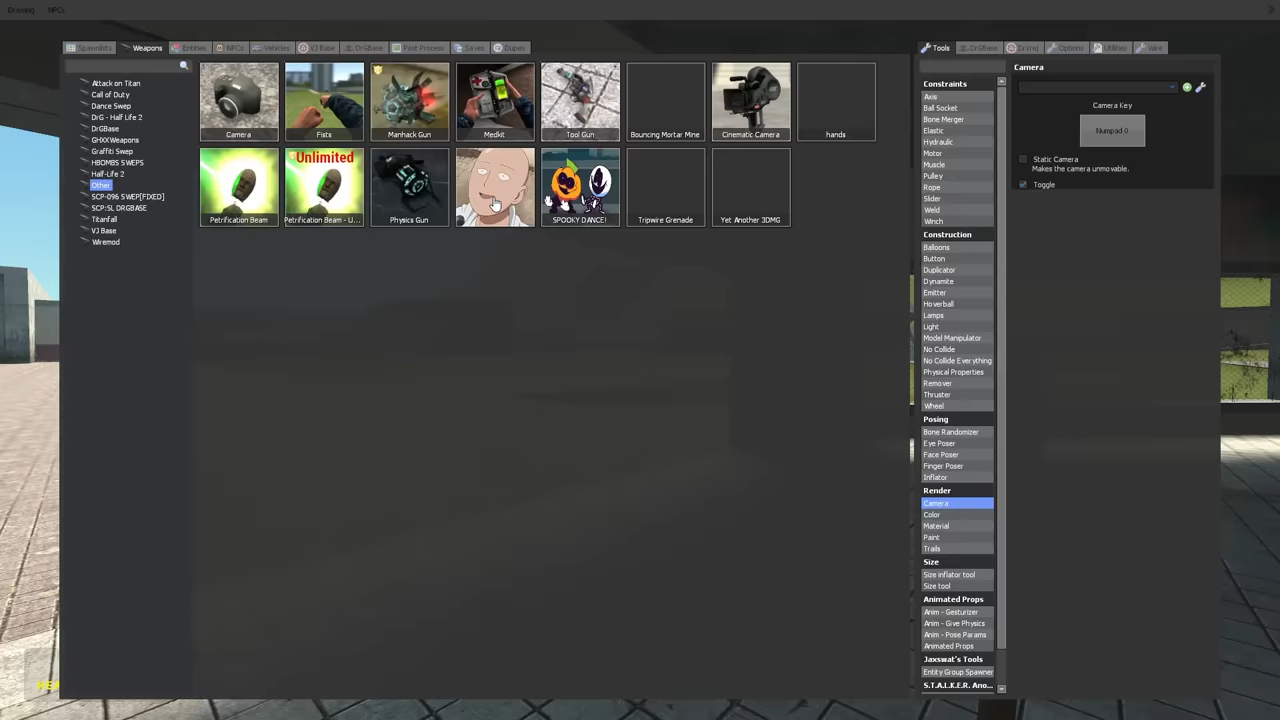 Drawing NPCs
Spawnlists Weapons Entities NPCs Vehicles VJ Base DrGBase Post Process Saves Dupes
Attack on Titan
Call of Duty
Dance Swep
DrG - Half Life 2
DrGBase
GHXXWeapons
Graffiti Swep
HBOMBS SWEPS
Half-Life 2
Other
SCP-096 SWEP[FIXED]
SCP:SL DRGBASE
Titanfall
VJ Base
Wiremod
Camera
Fists
Manhack Gun
Medkit
Tool Gun
Bouncing Mortar Mine
Cinematic Camera
hands
Petrification Beam
Unlimited
Petrification Beam - U...
Physics Gun
SPOOKY DANCE!
Tripwire Grenade
Yet Another 3DMG
Tools DrGBase Options Utilities Wire
Constraints
Axis
Ball Socket
Bone Merger
Elastic
Hydraulic
Motor
Muscle
Pulley
Rope
Slider
Weld
Winch
Construction
Balloons
Button
Duplicator
Dynamite
Emitter
Hoverball
Lamps
Light
Model Manipulator
No Collide
No Collide Everything
Physical Properties
Remover
Thruster
Wheel
Posing
Bone Randomizer
Eye Poser
Face Poser
Finger Poser
Inflator
Render
Camera
Color
Material
Paint
Trails
Size
Size inflator tool
Size tool
Animated Props
Anim - Gesturizer
Anim - Give Physics
Anim - Pose Params
Animated Props
Jaxswat's Tools
Entity Group Spawner
S.T.A.L.K.E.R. Ano...
Camera
Camera Key
Numpad 0
Static Camera
Makes the camera unmovable.
Toggle